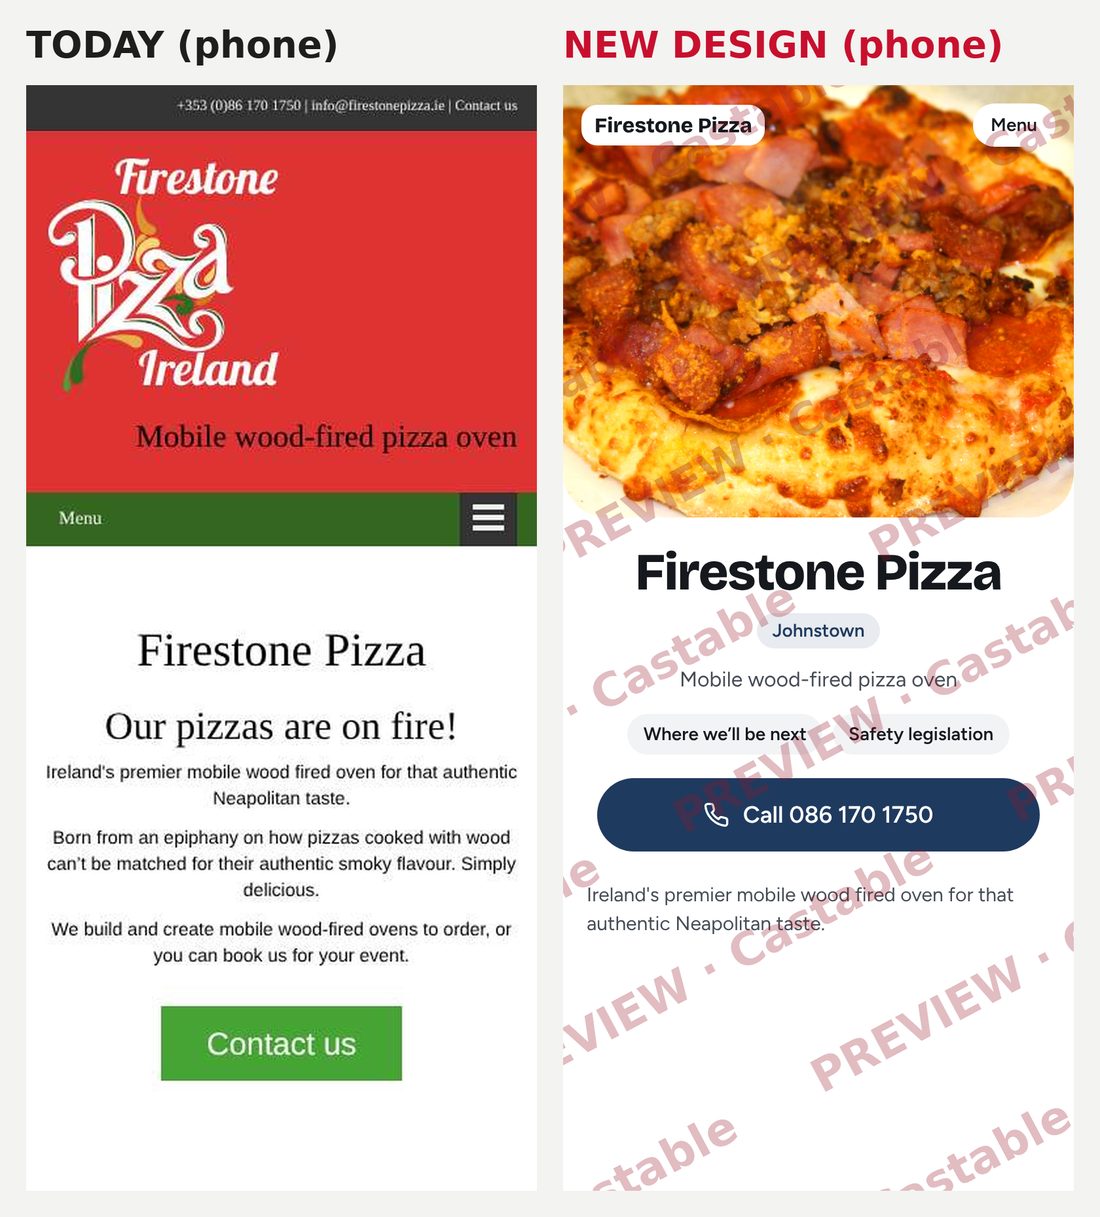 TODAY (phone)
+353 (0)86 170 1750 | info@firestonepizza.ie | Contact us
Firestone
Pizza
Ireland
Mobile wood-fired pizza oven
Menu
Firestone Pizza
Our pizzas are on fire!
Ireland's premier mobile wood fired oven for that authentic
Neapolitan taste.
Born from an epiphany on how pizzas cooked with wood
can't be matched for their authentic smoky flavour. Simply
delicious.
We build and create mobile wood-fired ovens to order, or
you can book us for your event.
Contact us
NEW DESIGN (phone)
Firestone Pizza
Menu
Firestone Pizza
Johnstown
Mobile wood-fired pizza oven
Where we’ll be next
Safety legislation
Call 086 170 1750
Ireland's premier mobile wood fired oven for that
authentic Neapolitan taste.
PREVIEW · Castable